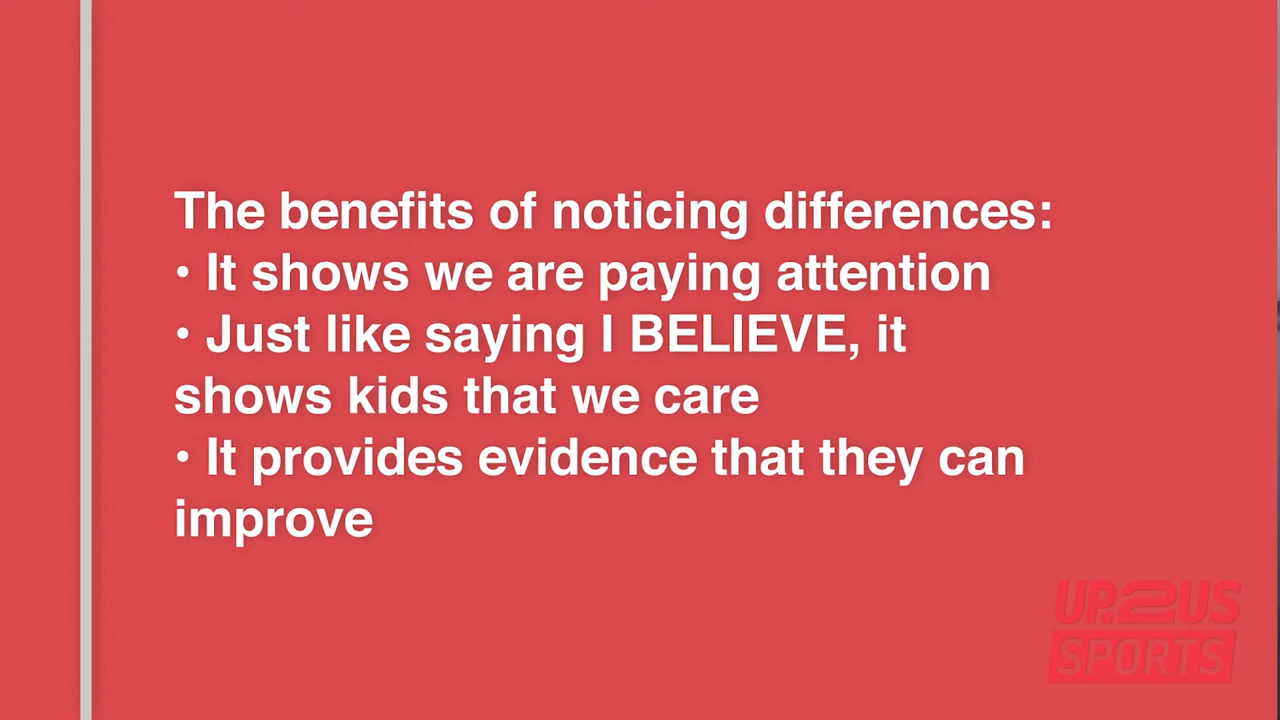 The benefits of noticing differences:
• It shows we are paying attention
• Just like saying I BELIEVE, it
shows kids that we care
• It provides evidence that they can
improve
UP2US
SPORTS